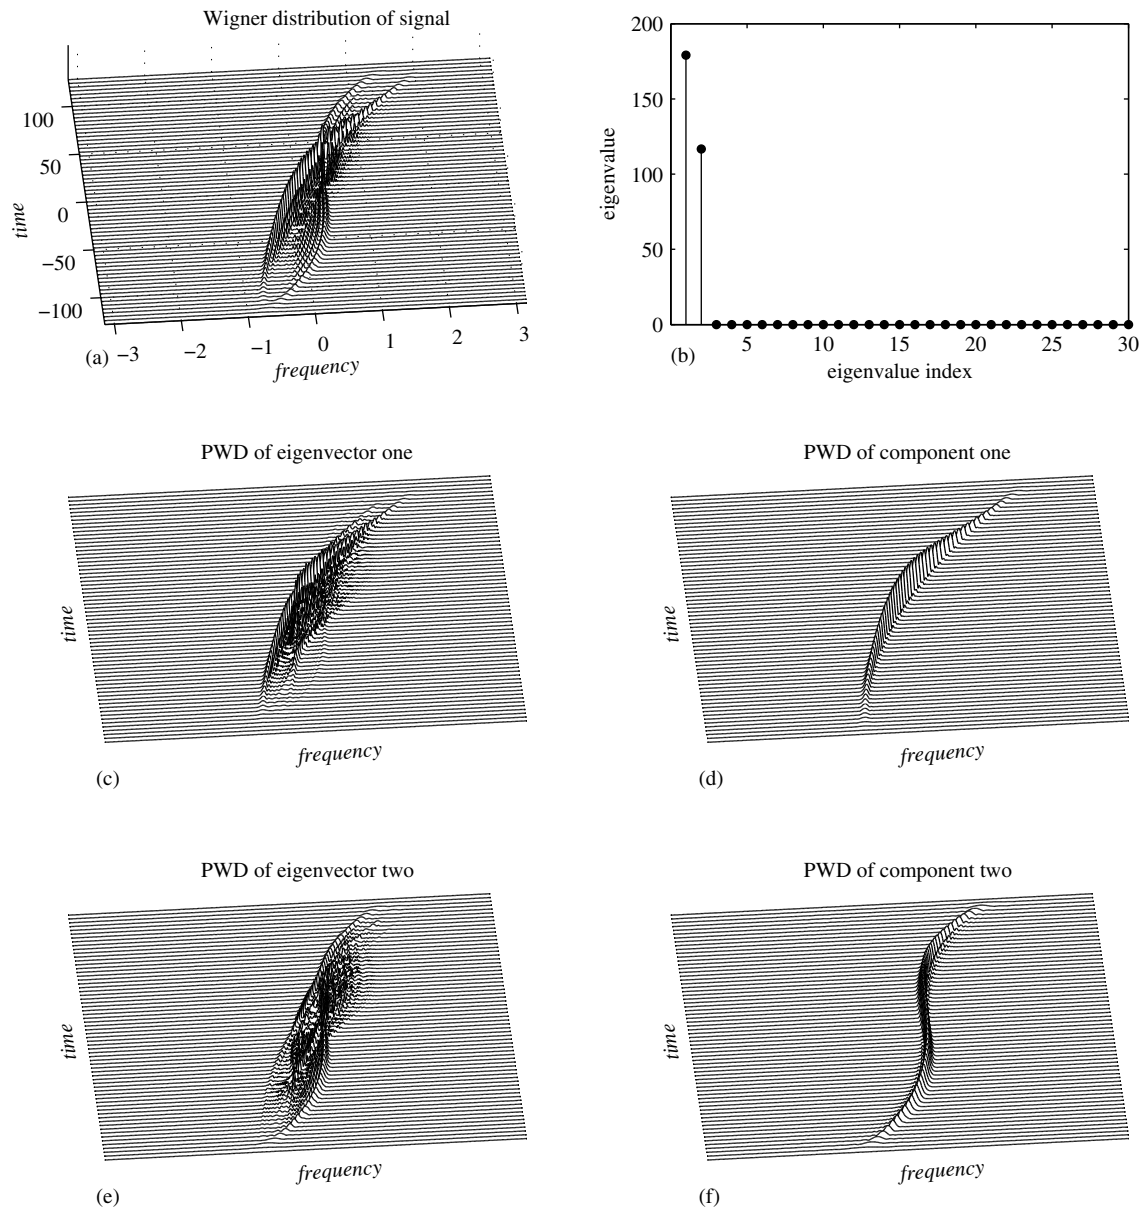 Wigner distribution of signal
100
50
0
−50
−100
time
−3
−2
−1
0
1
2
3
frequency
(a)
200
150
100
50
0
eigenvalue
5
10
15
20
25
30
eigenvalue index
(b)
PWD of eigenvector one
time
frequency
(c)
PWD of component one
time
frequency
(d)
PWD of eigenvector two
time
frequency
(e)
PWD of component two
time
frequency
(f)